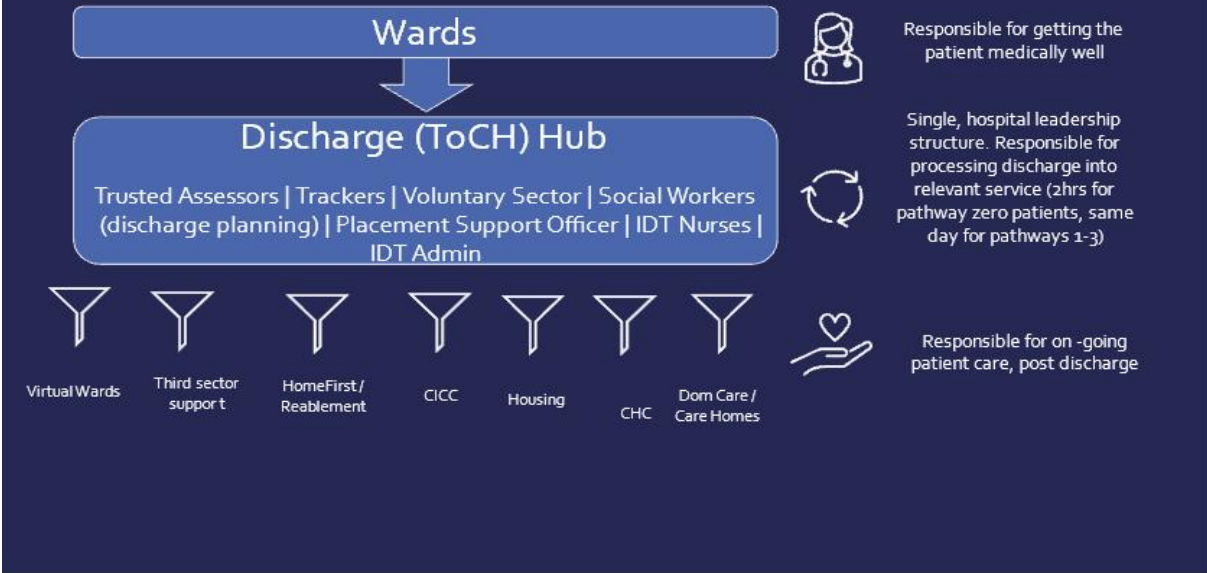 Wards
Responsible for getting the
patient medically well
Discharge (ToCH) Hub
Trusted Assessors | Trackers | Voluntary Sector | Social Workers
(discharge planning) | Placement Support Officer | IDT Nurses |
IDT Admin
Single, hospital leadership
structure. Responsible for
processing discharge into
relevant service (2hrs for
pathway zero patients, same
day for pathways 1-3)
Virtual Wards
Third sector
support
HomeFirst /
Reablement
CICC
Housing
CHC
Dom Care /
Care Homes
Responsible for on -going
patient care, post discharge